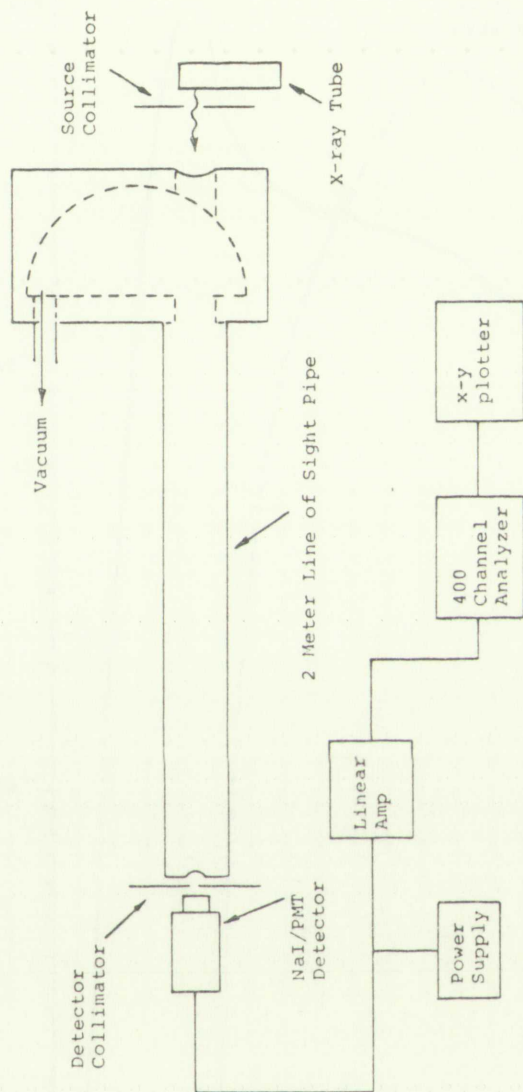 Source
Collimator
X-ray Tube
Vacuum
2 Meter Line of Sight Pipe
Detector
Collimator
NaI/PMT
Detector
Power
Supply
Linear
Amp
400
Channel
Analyzer
x-y
plotter